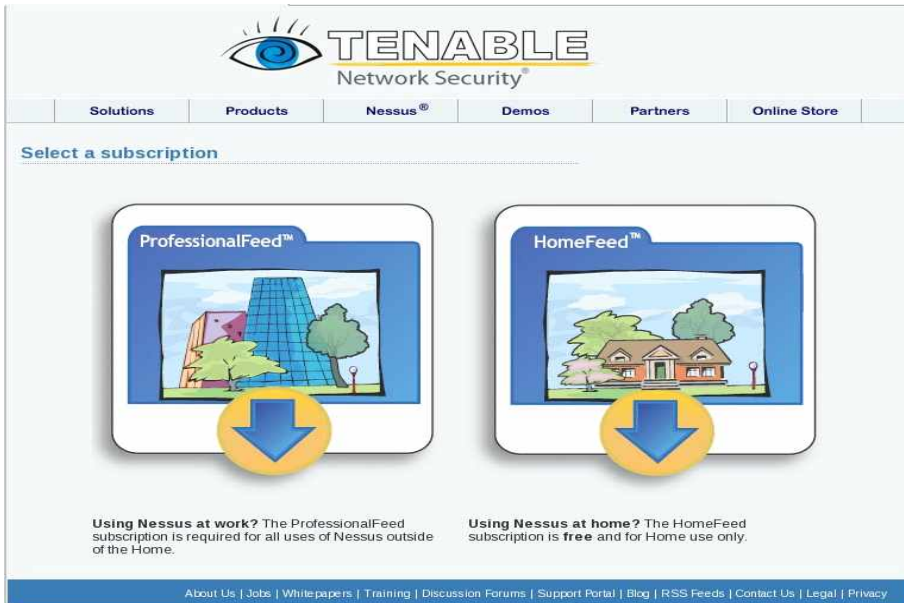 TENABLE
Network Security®
Solutions Products Nessus® Demos Partners Online Store
Select a subscription
ProfessionalFeed™
HomeFeed™
Using Nessus at work? The ProfessionalFeed
subscription is required for all uses of Nessus outside
of the Home.
Using Nessus at home? The HomeFeed
subscription is free and for Home use only.
About Us | Jobs | Whitepapers | Training | Discussion Forums | Support Portal | Blog | RSS Feeds | Contact Us | Legal | Privacy